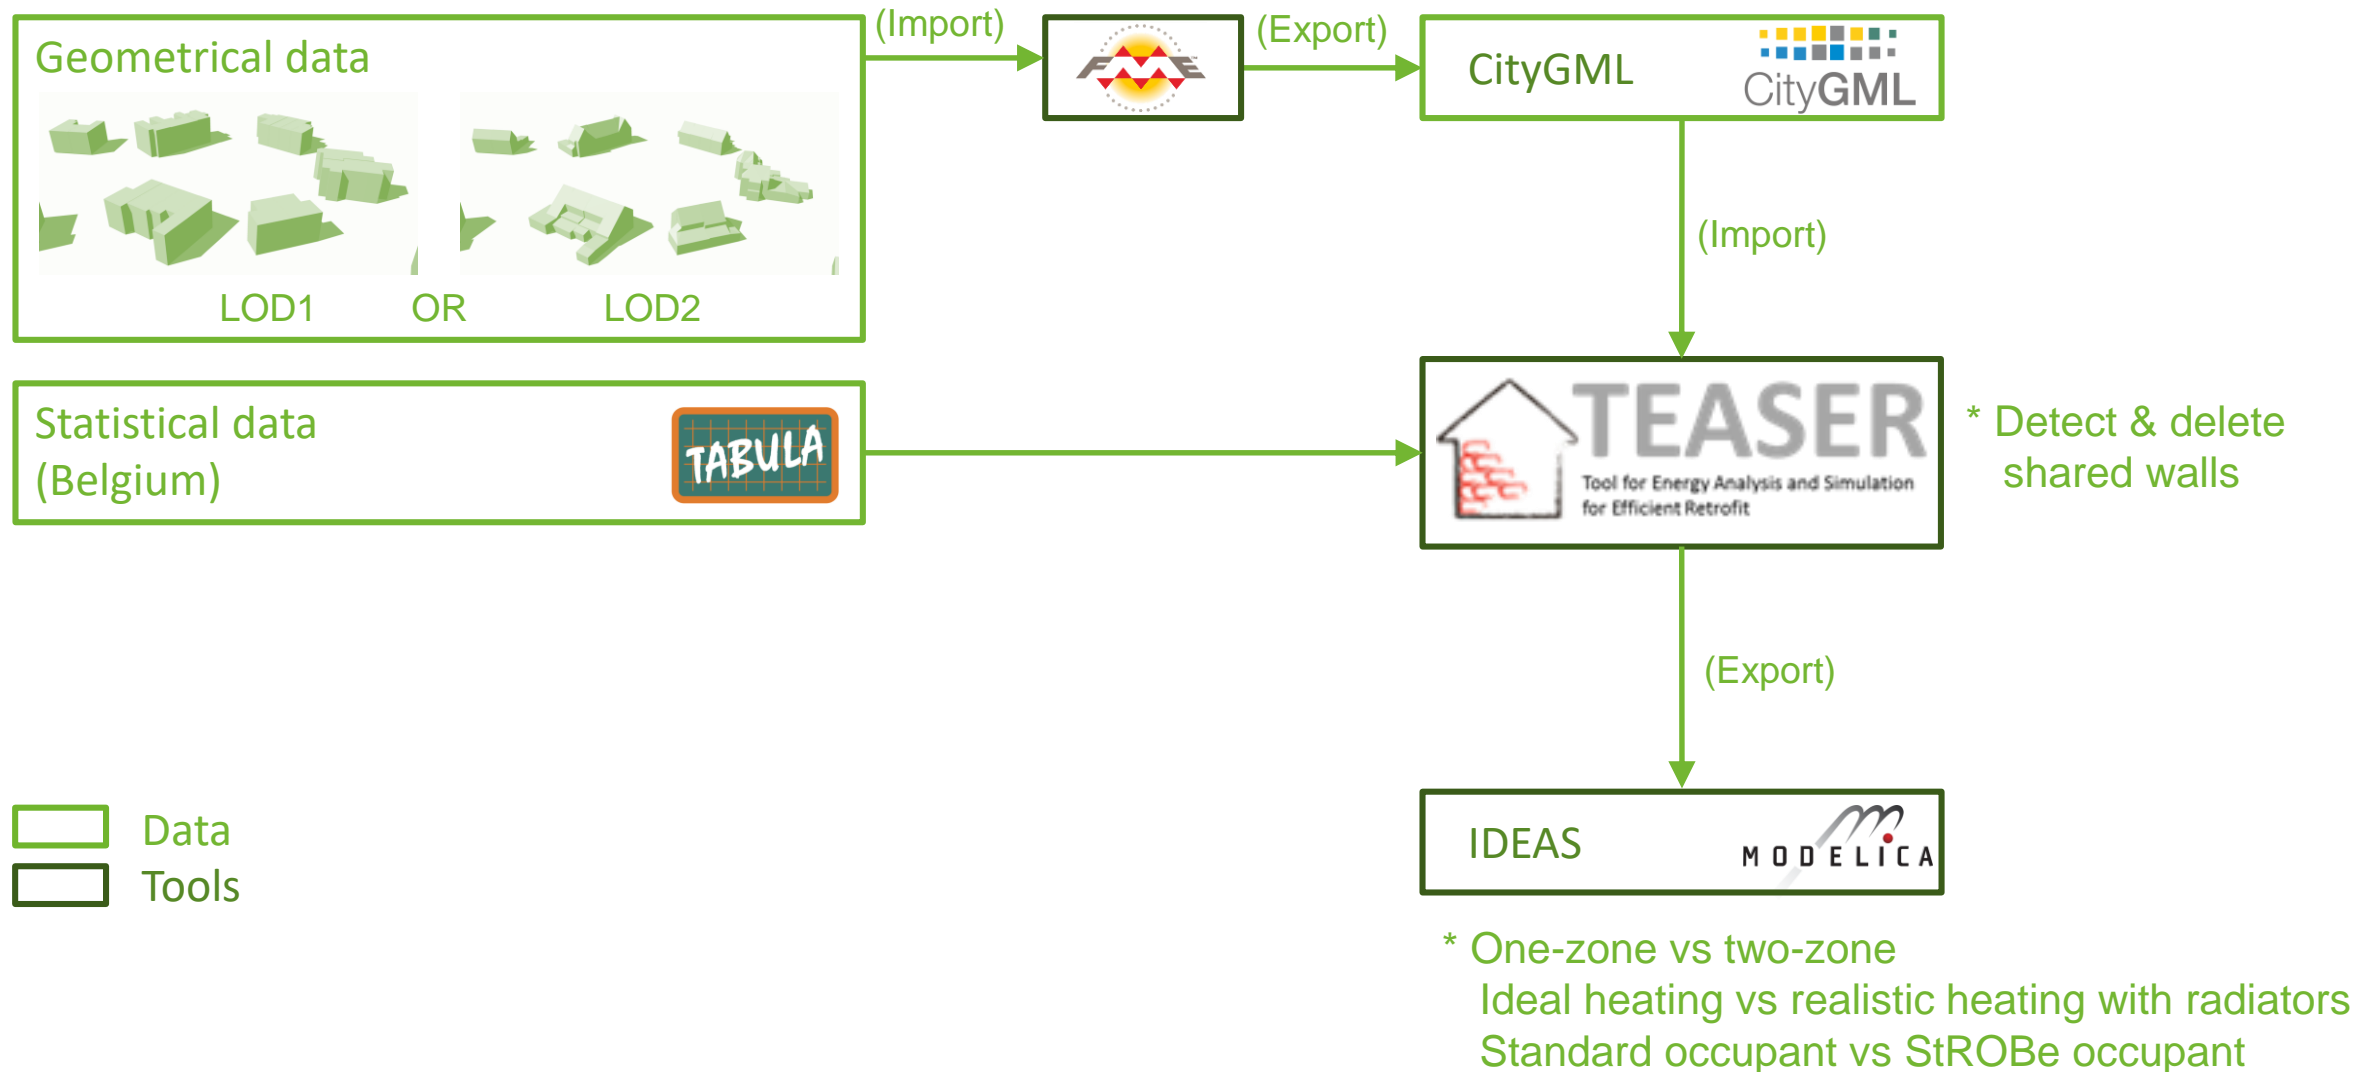 Geometrical data
LOD1 OR LOD2
(Import)
FME
(Export)
CityGML
CityGML
(Import)
Statistical data
(Belgium)
TABULA
TEASER
Tool for Energy Analysis and Simulation
for Efficient Retrofit
* Detect & delete
shared walls
(Export)
IDEAS
MODELICA
Data
Tools
* One-zone vs two-zone
Ideal heating vs realistic heating with radiators
Standard occupant vs StROBe occupant